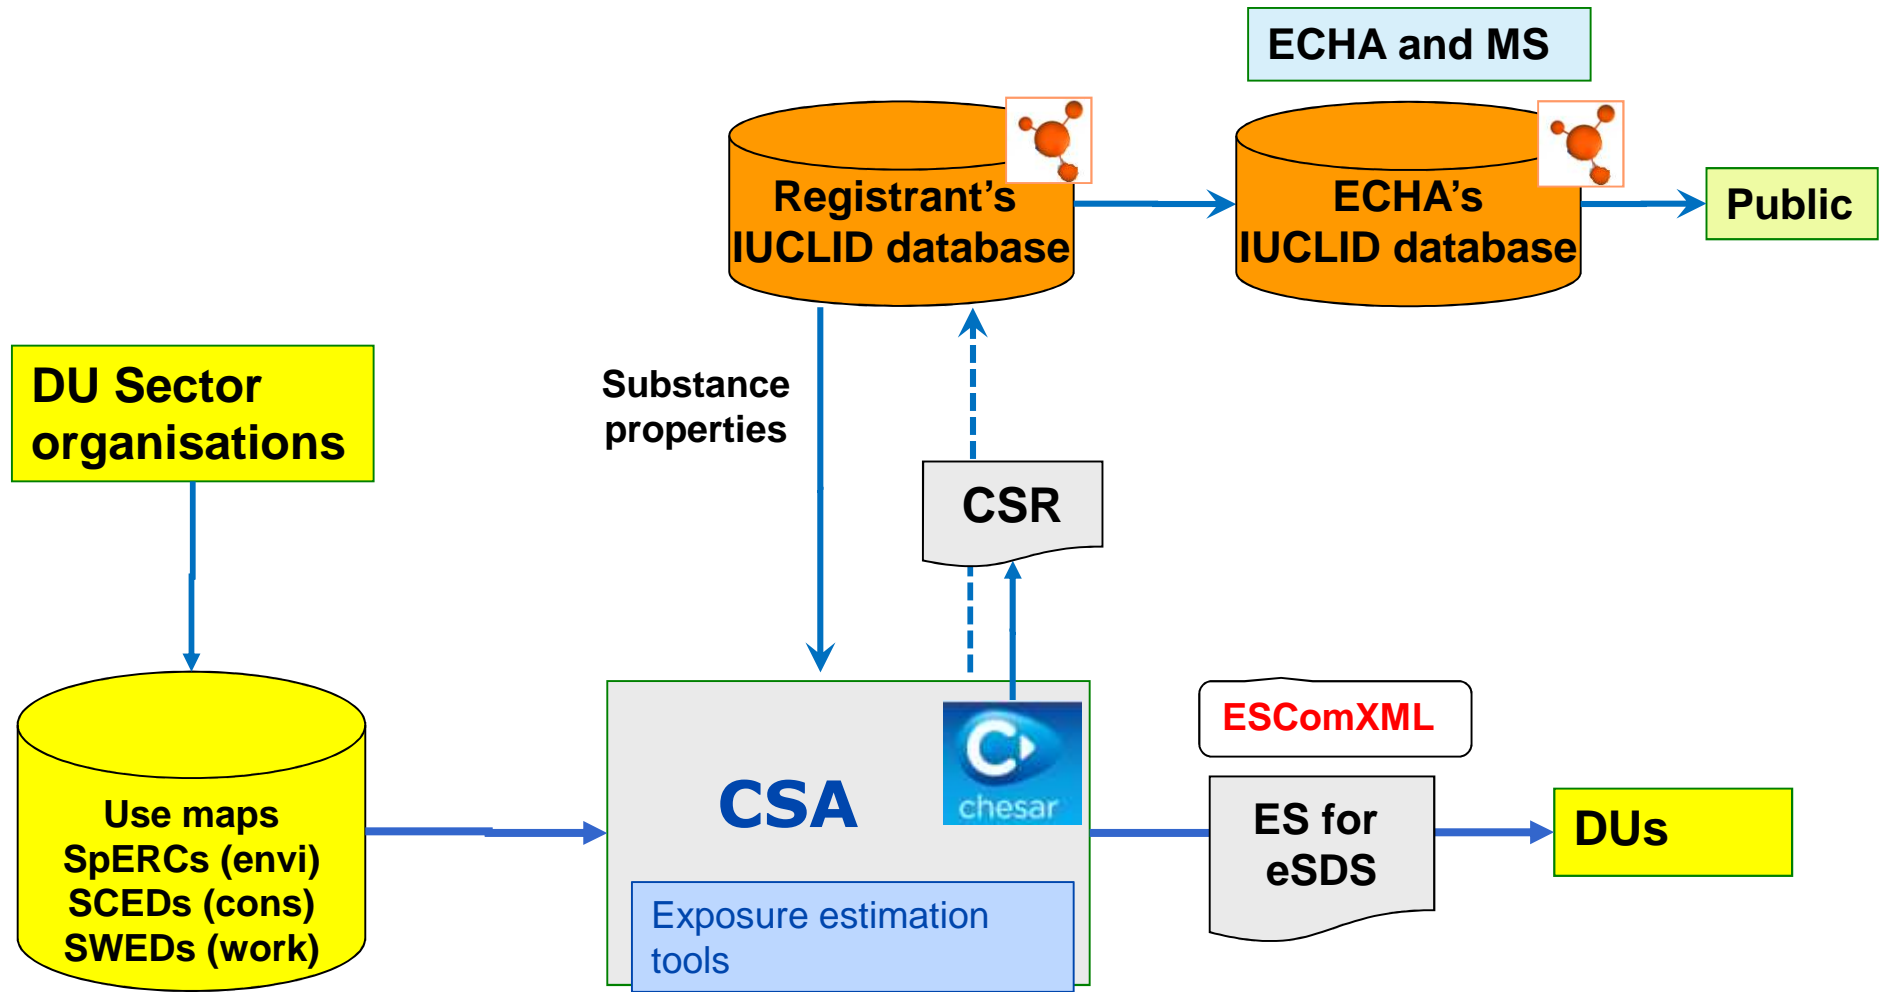 ECHA and MS
Registrant’s
IUCLID database
ECHA’s
IUCLID database
Public
DU Sector
organisations
Substance
properties
CSR
Use maps
SpERCs (envi)
SCEDs (cons)
SWEDs (work)
CSA
chesar
Exposure estimation
tools
ESComXML
ES for
eSDS
DUs